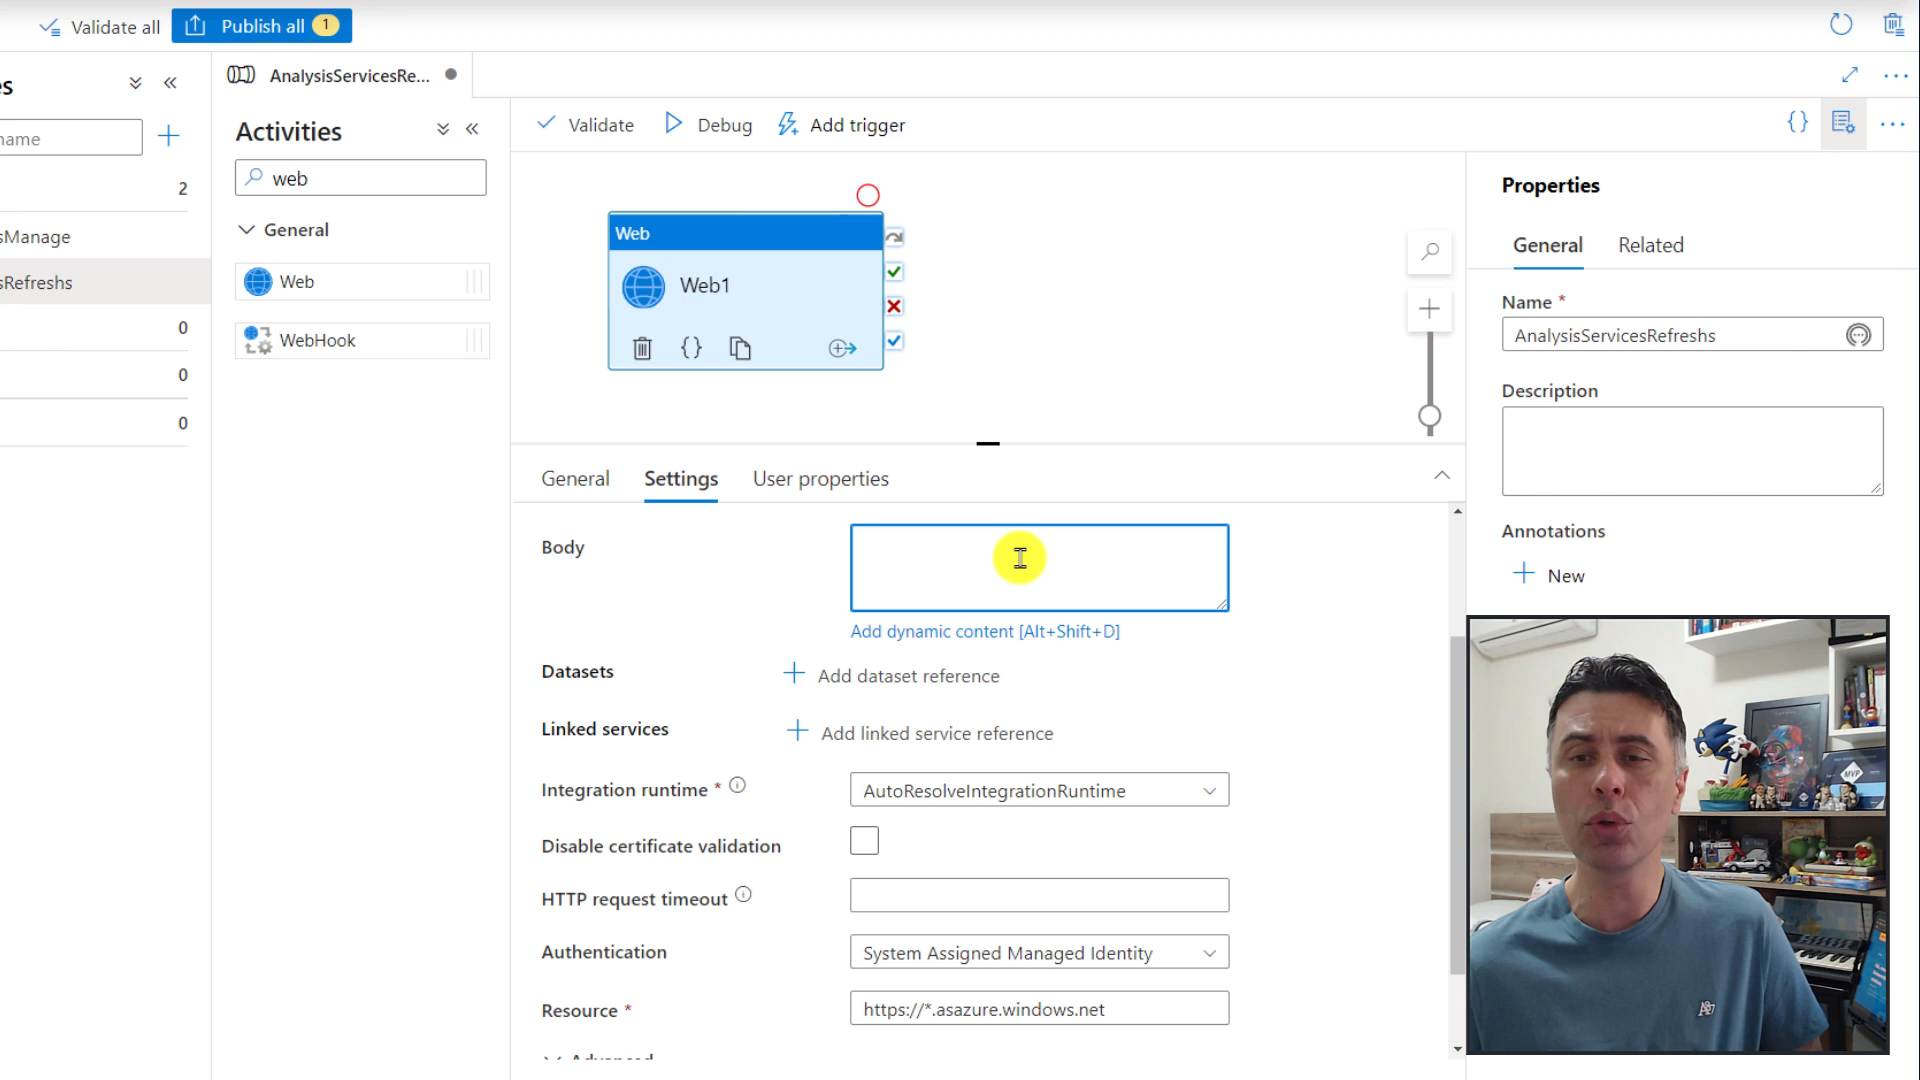 Validate all
Publish all 1
s
name
2
sManage
sRefreshs
0
0
0
AnalysisServicesRe...
Activities
web
General
Web
WebHook
Validate
Debug
Add trigger
Web
Web1
General
Settings
User properties
Body
Add dynamic content [Alt+Shift+D]
Datasets
Add dataset reference
Linked services
Add linked service reference
Integration runtime *
AutoResolveIntegrationRuntime
Disable certificate validation
HTTP request timeout
Authentication
System Assigned Managed Identity
Resource *
https://*.asazure.windows.net
Advanced
Properties
General
Related
Name *
AnalysisServicesRefreshs
Description
Annotations
New
MVP